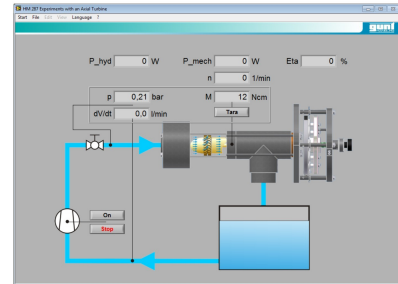 HM 287 Experiments with an Axial Turbine
Start File Edit View Language ?
gunt
P_hyd 0 W P_mech 0 W Eta 0 %
n 0 1/min
p 0,21 bar M 12 Ncm
dV/dt 0,0 l/min Tara
On
Stop